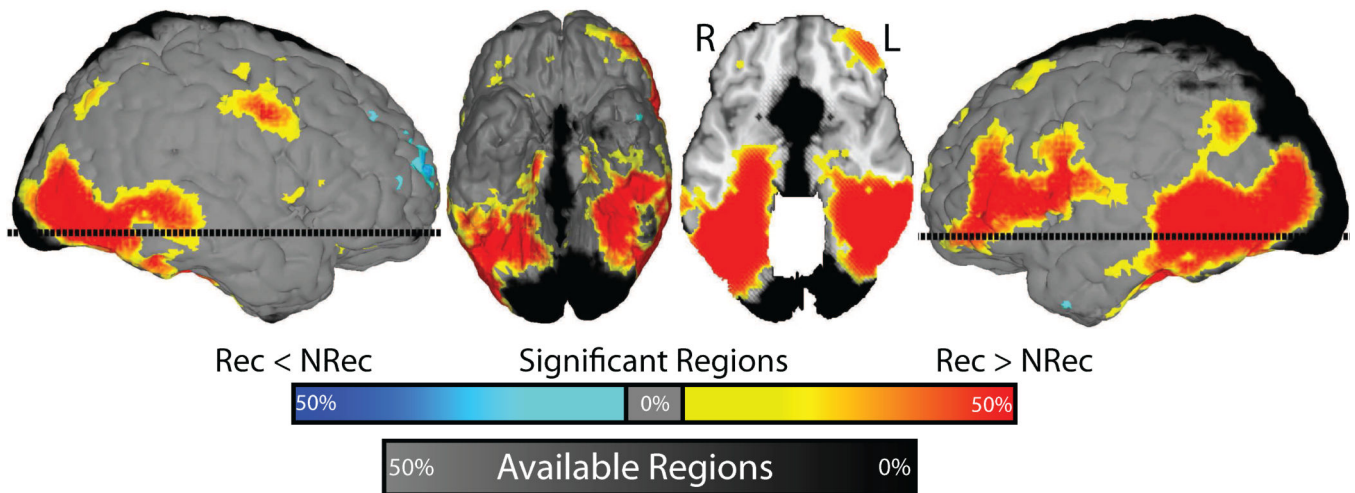 R L
Rec < NRec Significant Regions Rec > NRec
50% 0% 50%
50% Available Regions 0%